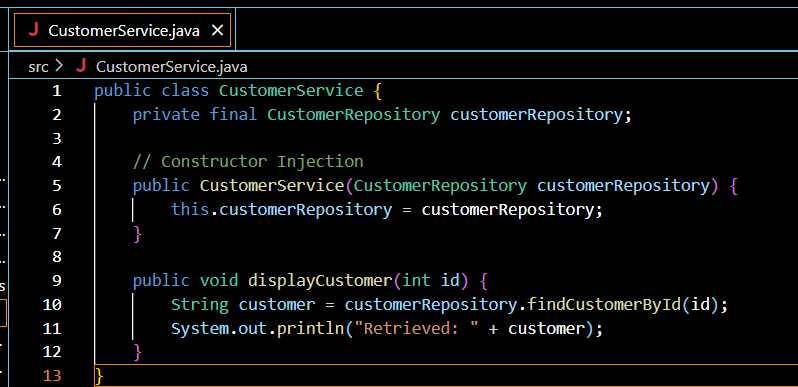 J CustomerService.java ×
src > J CustomerService.java
1 public class CustomerService {
2     private final CustomerRepository customerRepository;
3
4     // Constructor Injection
5     public CustomerService(CustomerRepository customerRepository) {
6         this.customerRepository = customerRepository;
7     }
8
9     public void displayCustomer(int id) {
10         String customer = customerRepository.findCustomerById(id);
11         System.out.println("Retrieved: " + customer);
12     }
13 }